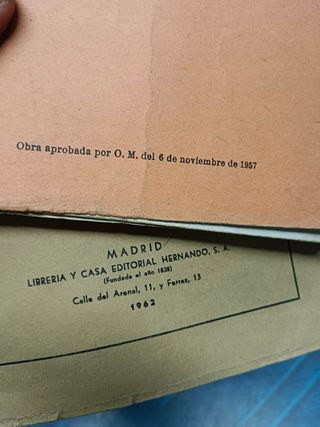 Obra aprobada por O. M. del 6 de noviembre de 1957
MADRID
LIBRERIA Y CASA EDITORIAL HERNANDO, S. A.
(Fundada el año 1828)
Calle del Arenal, 11, y Ferraz, 13
1962